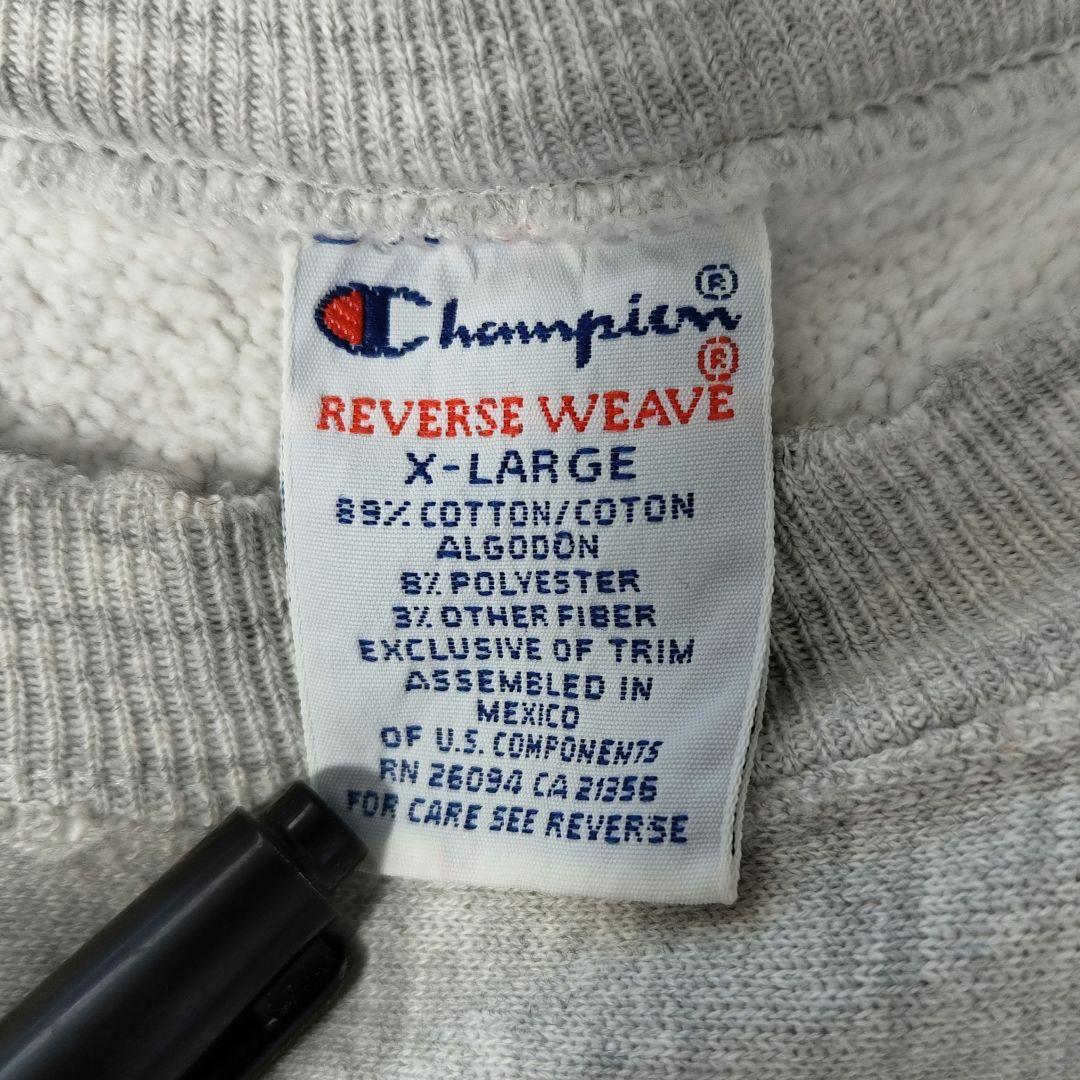 Champion®
REVERSE WEAVE®
X-LARGE
89% COTTON/COTON
ALGODÓN
8% POLYESTER
3% OTHER FIBER
EXCLUSIVE OF TRIM
ASSEMBLED IN
MEXICO
OF U.S. COMPONENTS
RN 26094 CA 21356
FOR CARE SEE REVERSE